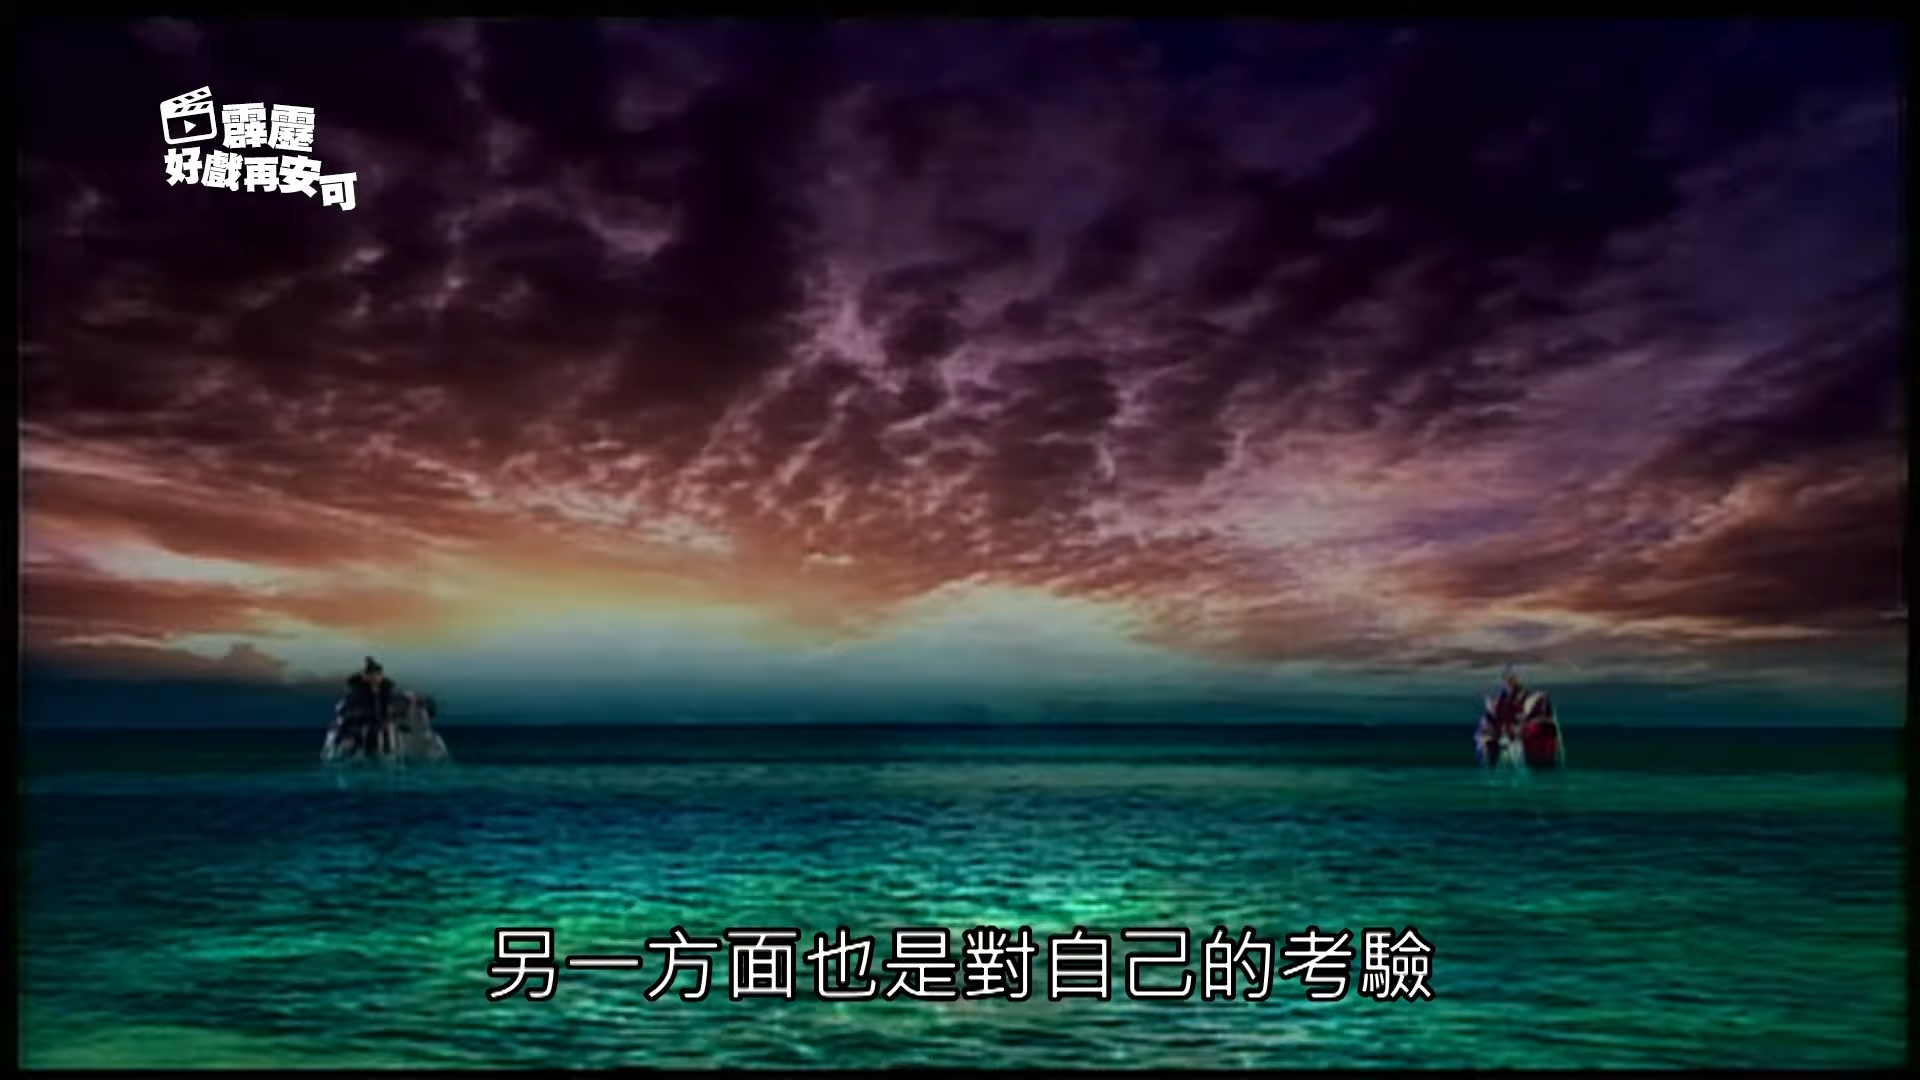 霹靂
好戲再安可
另一方面也是對自己的考驗